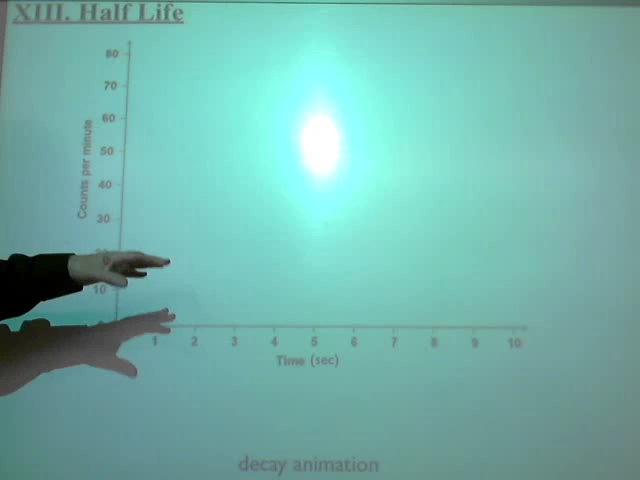 XIII. Half Life
80
70
60
50
40
30
10
Counts per minute
1 2 3 4 5 6 7 8 9 10
Time (sec)
decay animation